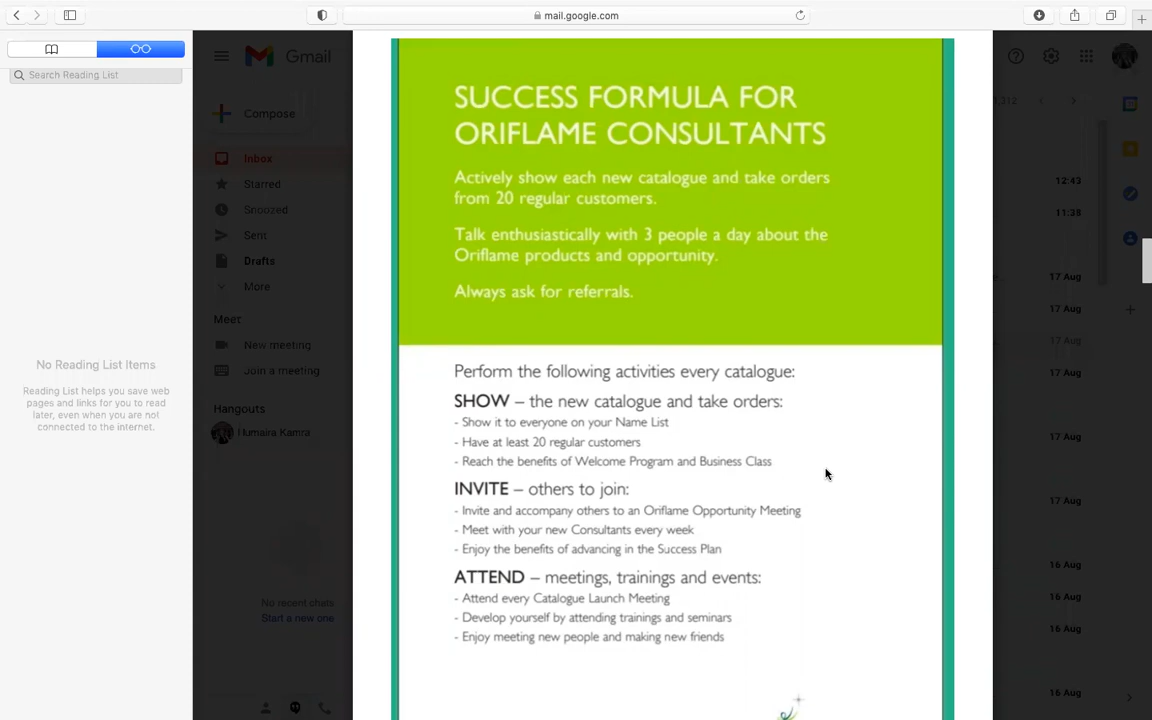 mail.google.com
Search Reading List
No Reading List Items
Reading List helps you save web
pages and links for you to read
later, even when you are not
connected to the internet.
Gmail
Compose
Inbox
Starred
Snoozed
Sent
Drafts
More
Meet
New meeting
Join a meeting
Hangouts
Humaira Kamra
No recent chats
Start a new one
SUCCESS FORMULA FOR
ORIFLAME CONSULTANTS
Actively show each new catalogue and take orders
from 20 regular customers.
Talk enthusiastically with 3 people a day about the
Oriflame products and opportunity.
Always ask for referrals.
Perform the following activities every catalogue:
SHOW – the new catalogue and take orders:
- Show it to everyone on your Name List
- Have at least 20 regular customers
- Reach the benefits of Welcome Program and Business Class
INVITE – others to join:
- Invite and accompany others to an Oriflame Opportunity Meeting
- Meet with your new Consultants every week
- Enjoy the benefits of advancing in the Success Plan
ATTEND – meetings, trainings and events:
- Attend every Catalogue Launch Meeting
- Develop yourself by attending trainings and seminars
- Enjoy meeting new people and making new friends
12:43
11:38
17 Aug
17 Aug
17 Aug
17 Aug
17 Aug
17 Aug
16 Aug
16 Aug
16 Aug
16 Aug